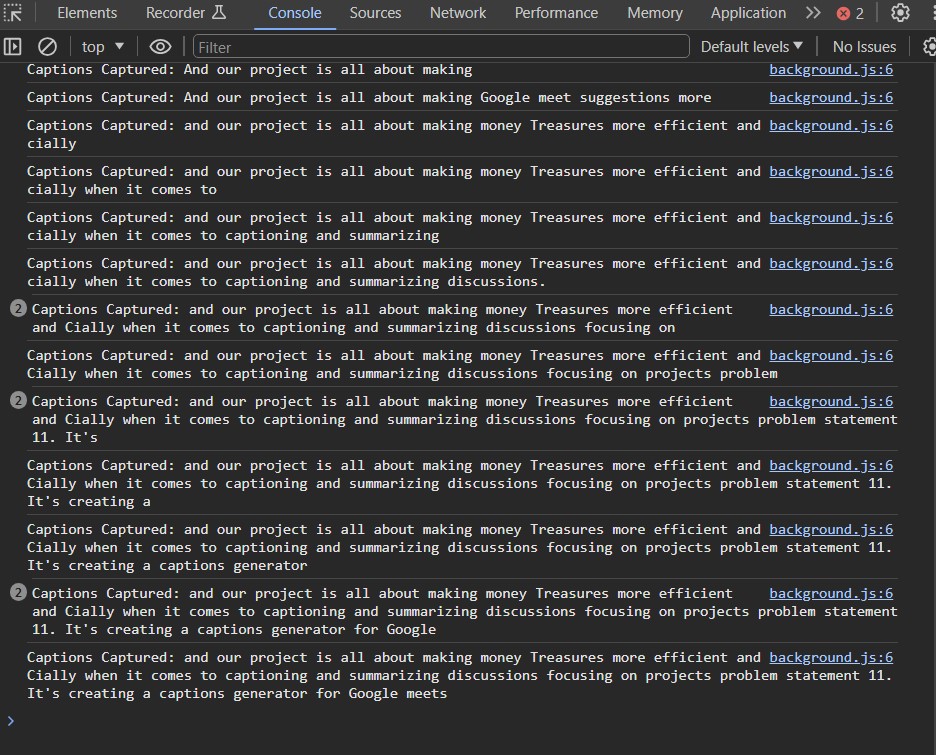 Elements Recorder Console Sources Network Performance Memory Application 2
top Filter Default levels No Issues
Captions Captured: And our project is all about making background.js:6
Captions Captured: And our project is all about making Google meet suggestions more background.js:6
Captions Captured: and our project is all about making money Treasures more efficient and background.js:6
cially
Captions Captured: and our project is all about making money Treasures more efficient and background.js:6
cially when it comes to
Captions Captured: and our project is all about making money Treasures more efficient and background.js:6
cially when it comes to captioning and summarizing
Captions Captured: and our project is all about making money Treasures more efficient and background.js:6
cially when it comes to captioning and summarizing discussions.
2 Captions Captured: and our project is all about making money Treasures more efficient background.js:6
and Cially when it comes to captioning and summarizing discussions focusing on
Captions Captured: and our project is all about making money Treasures more efficient and background.js:6
Cially when it comes to captioning and summarizing discussions focusing on projects problem
2 Captions Captured: and our project is all about making money Treasures more efficient background.js:6
and Cially when it comes to captioning and summarizing discussions focusing on projects problem statement
11. It's
Captions Captured: and our project is all about making money Treasures more efficient and background.js:6
Cially when it comes to captioning and summarizing discussions focusing on projects problem statement 11.
It's creating a
Captions Captured: and our project is all about making money Treasures more efficient and background.js:6
Cially when it comes to captioning and summarizing discussions focusing on projects problem statement 11.
It's creating a captions generator
2 Captions Captured: and our project is all about making money Treasures more efficient background.js:6
and Cially when it comes to captioning and summarizing discussions focusing on projects problem statement
11. It's creating a captions generator for Google
Captions Captured: and our project is all about making money Treasures more efficient and background.js:6
Cially when it comes to captioning and summarizing discussions focusing on projects problem statement 11.
It's creating a captions generator for Google meets